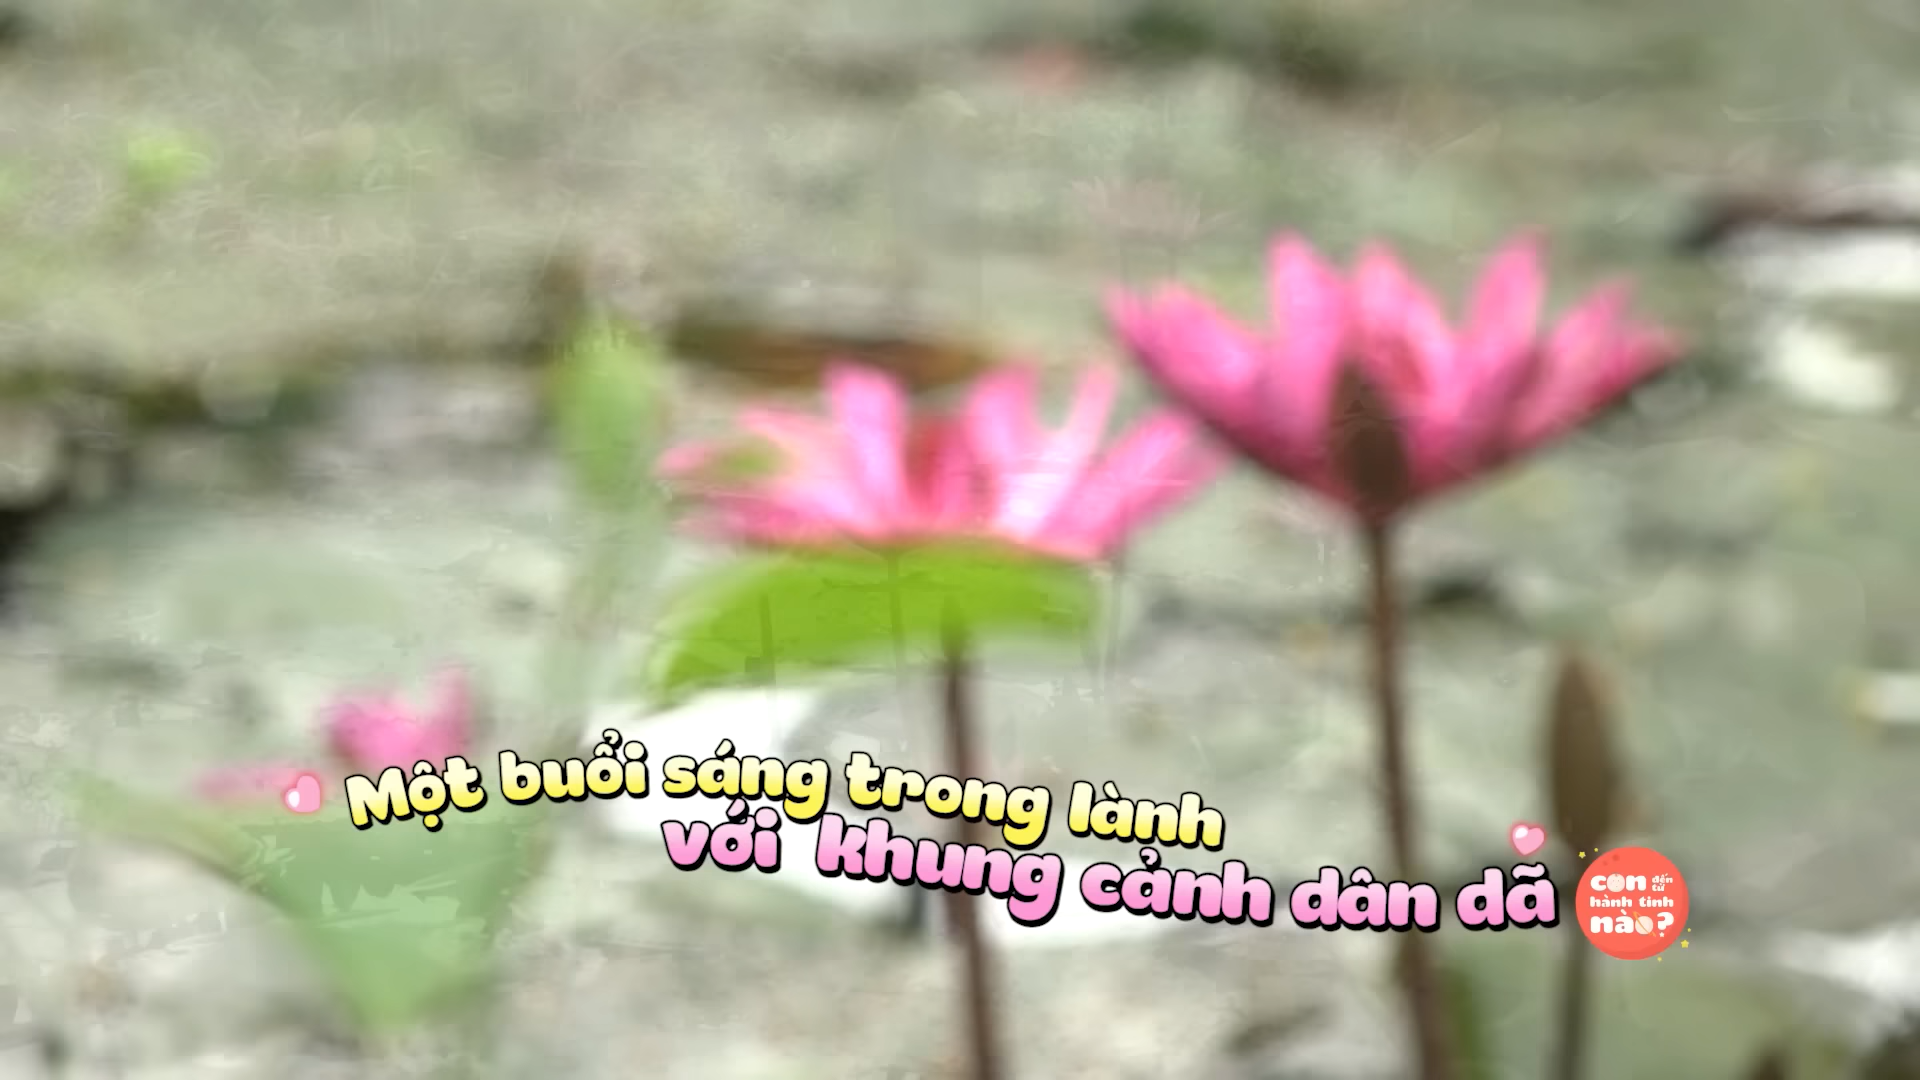 Một buổi sáng trong lành
với khung cảnh dân dã
con đến từ
hành tinh
nào?